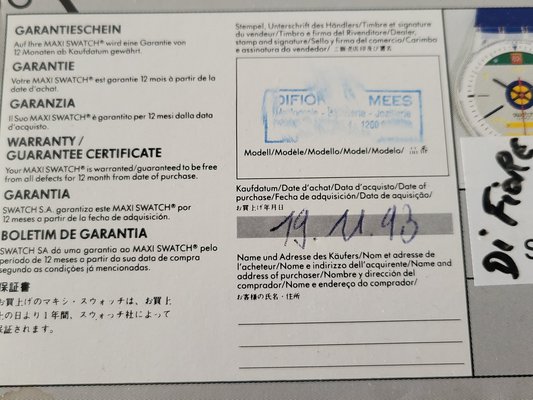 GARANTIESCHEIN
Auf Ihre MAXI SWATCH® wird eine Garantie von
12 Monaten ab Kaufdatum gewährt.
GARANTIE
Votre MAXI SWATCH® est garantie 12 mois à partir de la
date d'achat.
GARANZIA
Il Suo MAXI SWATCH® è garantito per 12 mesi dalla data
d'acquisto.
WARRANTY/
GUARANTEE CERTIFICATE
Your MAXI SWATCH® is warranted/guaranteed to be free
from all defects for 12 month from date of purchase.
GARANTIA
SWATCH S.A. garantiza este MAXI SWATCH® por
12 meses a partir de la fecha de adquisición.
BOLETIM DE GARANTIA
SWATCH SA dá uma garantia ao MAXI SWATCH® pelo
periodo de 12 meses a partir da sua data de compra
segundo as condições já mencionadas.
保証書
お買上げのマキシ・スウォッチは、お買上
の日より1年間、スウォッチ社によって
保証されます。
Stempel, Unterschrift des Händlers/Timbre et signature
du vendeur/Timbro e firma del Rivenditore/Dealer,
stamp and signature/Sello y firma del comercio/Carimba
e assinatura do vendedor/
DIFIOR MEES
1200
Modell/Modèle/Modello/Model/Modelo/
Kaufdatum/Date d'achat/Data d'acquisto/Date of
purchase/Fecha de adquisición/Data de aquisição/
お買上げ年月日
19.11.93
Name und Adresse des Käufers/Nom et adresse de
l'acheteur/Nome e indirizzo dell'acquirente/Name and
address of purchaser/Nombre y dirección del
comprador/Nome e endereço do comprador/
お客様の氏名・住所
Di Fiore